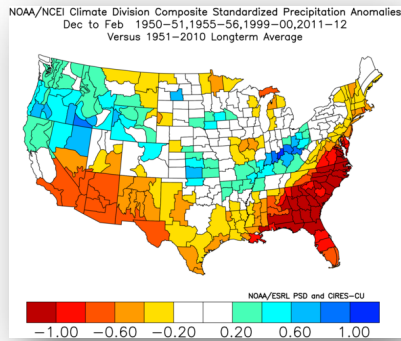 NOAA/NCEI Climate Division Composite Standardized Precipitation Anomalies
Dec to Feb 1950-51,1955-56,1999-00,2011-12
Versus 1951-2010 Longterm Average
NOAA/ESRL PSD and CIRES-CU
-1.00 -0.60 -0.20 0.20 0.60 1.00